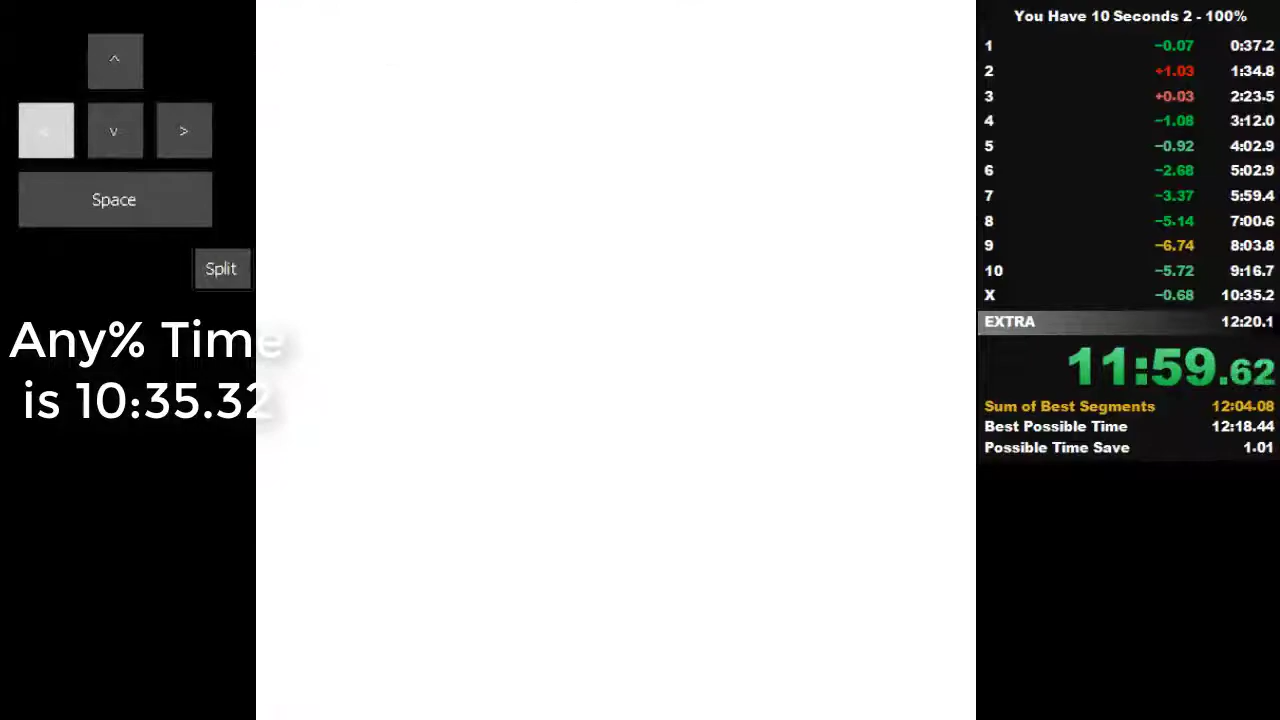 ^
< v >
Space
Split
Any% Time
is 10:35.32
You Have 10 Seconds 2 - 100%
1 −0.07 0:37.2
2 +1.03 1:34.8
3 +0.03 2:23.5
4 −1.08 3:12.0
5 −0.92 4:02.9
6 −2.68 5:02.9
7 −3.37 5:59.4
8 −5.14 7:00.6
9 −6.74 8:03.8
10 −5.72 9:16.7
X −0.68 10:35.2
EXTRA 12:20.1
11:59.62
Sum of Best Segments 12:04.08
Best Possible Time 12:18.44
Possible Time Save 1.01